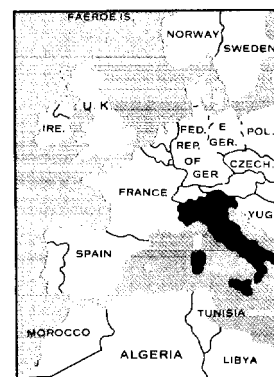 FAEROE IS.
NORWAY
SWEDEN
U. K.
IRE.
FED.
REP.
OF
GER.
E
GER.
POL.
CZECH.
FRANCE
YUG
SPAIN
TUNISIA
MOROCCO
ALGERIA
LIBYA